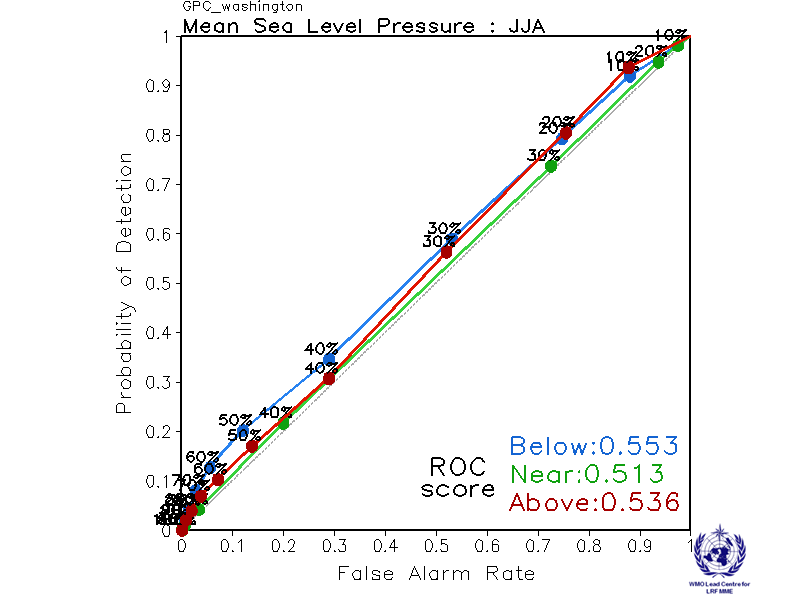 GPC_washington
Mean Sea Level Pressure : JJA
Probability of Detection
1
0.9
0.8
0.7
0.6
0.5
0.4
0.3
0.2
0.1
0
10%
20%
10%
10%
20%
20%
30%
30%
30%
40%
40%
40%
50%
50%
60%
60%
70%
ROC
score
Below:0.553
Near:0.513
Above:0.536
0 0.1 0.2 0.3 0.4 0.5 0.6 0.7 0.8 0.9 1
False Alarm Rate
WMO Lead Centre for
LRF MME